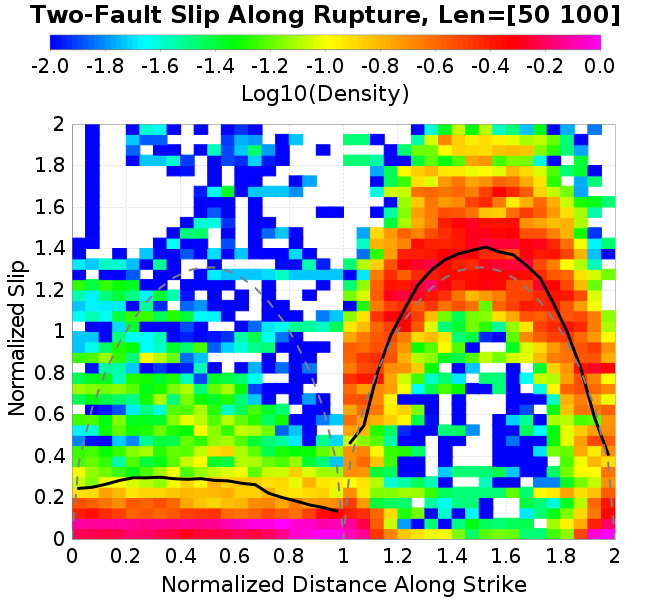 Two-Fault Slip Along Rupture, Len=[50 100]
-2.0 -1.8 -1.6 -1.4 -1.2 -1.0 -0.8 -0.6 -0.4 -0.2 0.0
Log10(Density)
2
1.8
1.6
1.4
1.2
1
0.8
0.6
0.4
0.2
0
Normalized Slip
0 0.2 0.4 0.6 0.8 1 1.2 1.4 1.6 1.8 2
Normalized Distance Along Strike